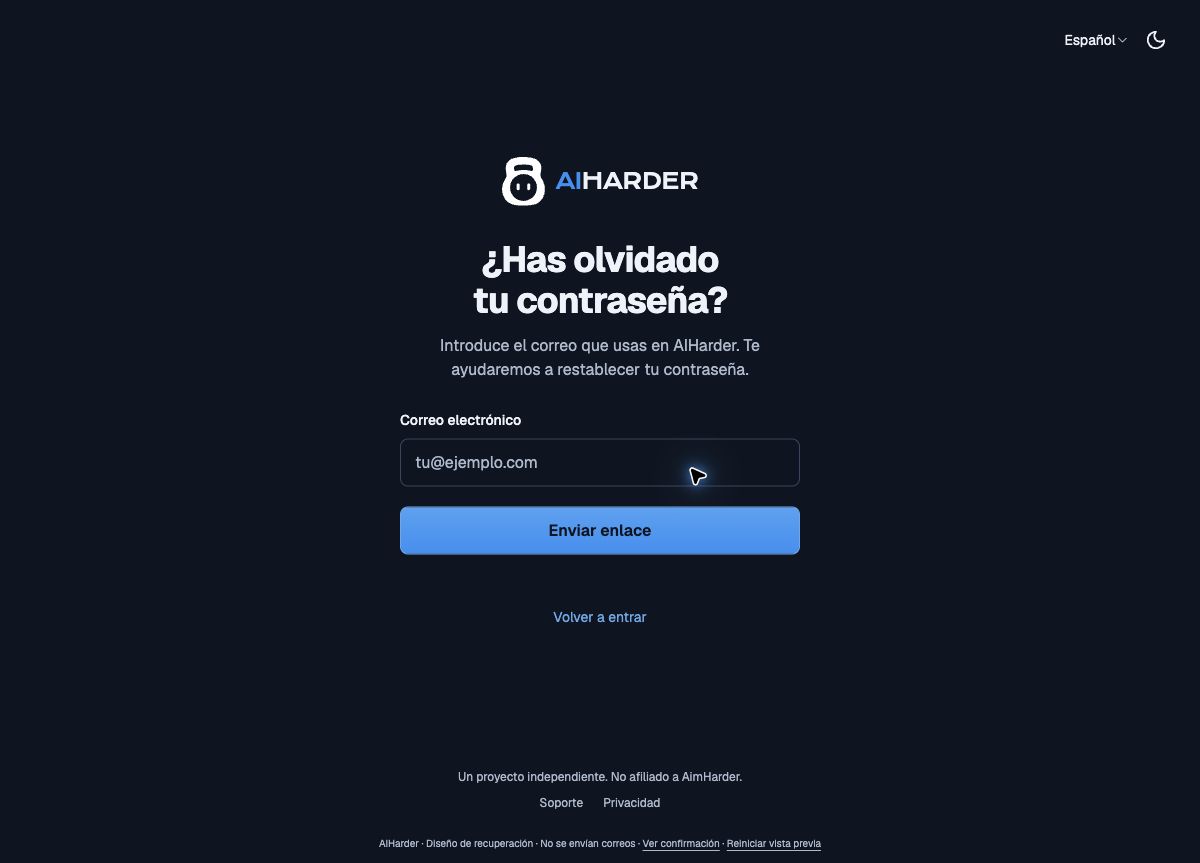 Español
AIHARDER
¿Has olvidado
tu contraseña?
Introduce el correo que usas en AIHarder. Te
ayudaremos a restablecer tu contraseña.
Correo electrónico
tu@ejemplo.com
Enviar enlace
Volver a entrar
Un proyecto independiente. No afiliado a AimHarder.
Soporte Privacidad
AIHarder · Diseño de recuperación · No se envían correos · Ver confirmación · Reiniciar vista previa